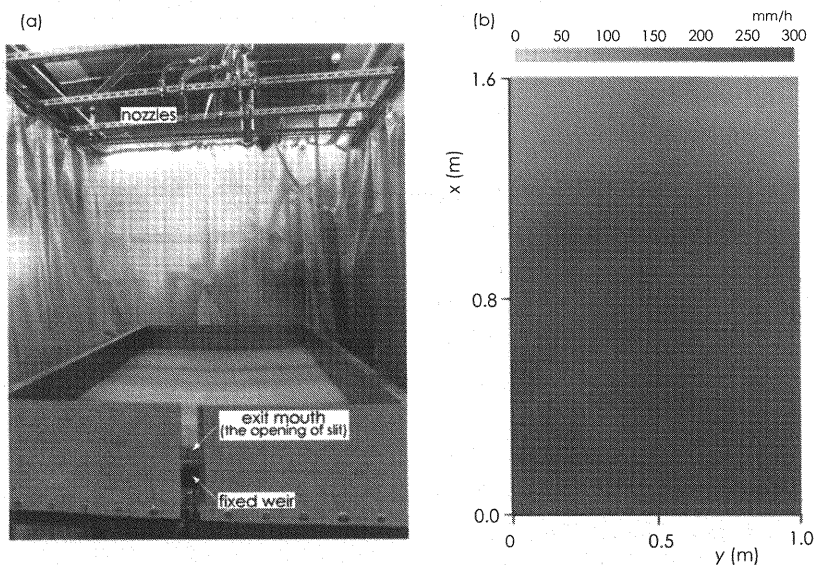 (a)
nozzles
exit mouth
(the opening of slit)
fixed weir
(b)
mm/h
0 50 100 150 200 250 300
1.6
x (m)
0.8
0.0
0 0.5 1.0
y (m)